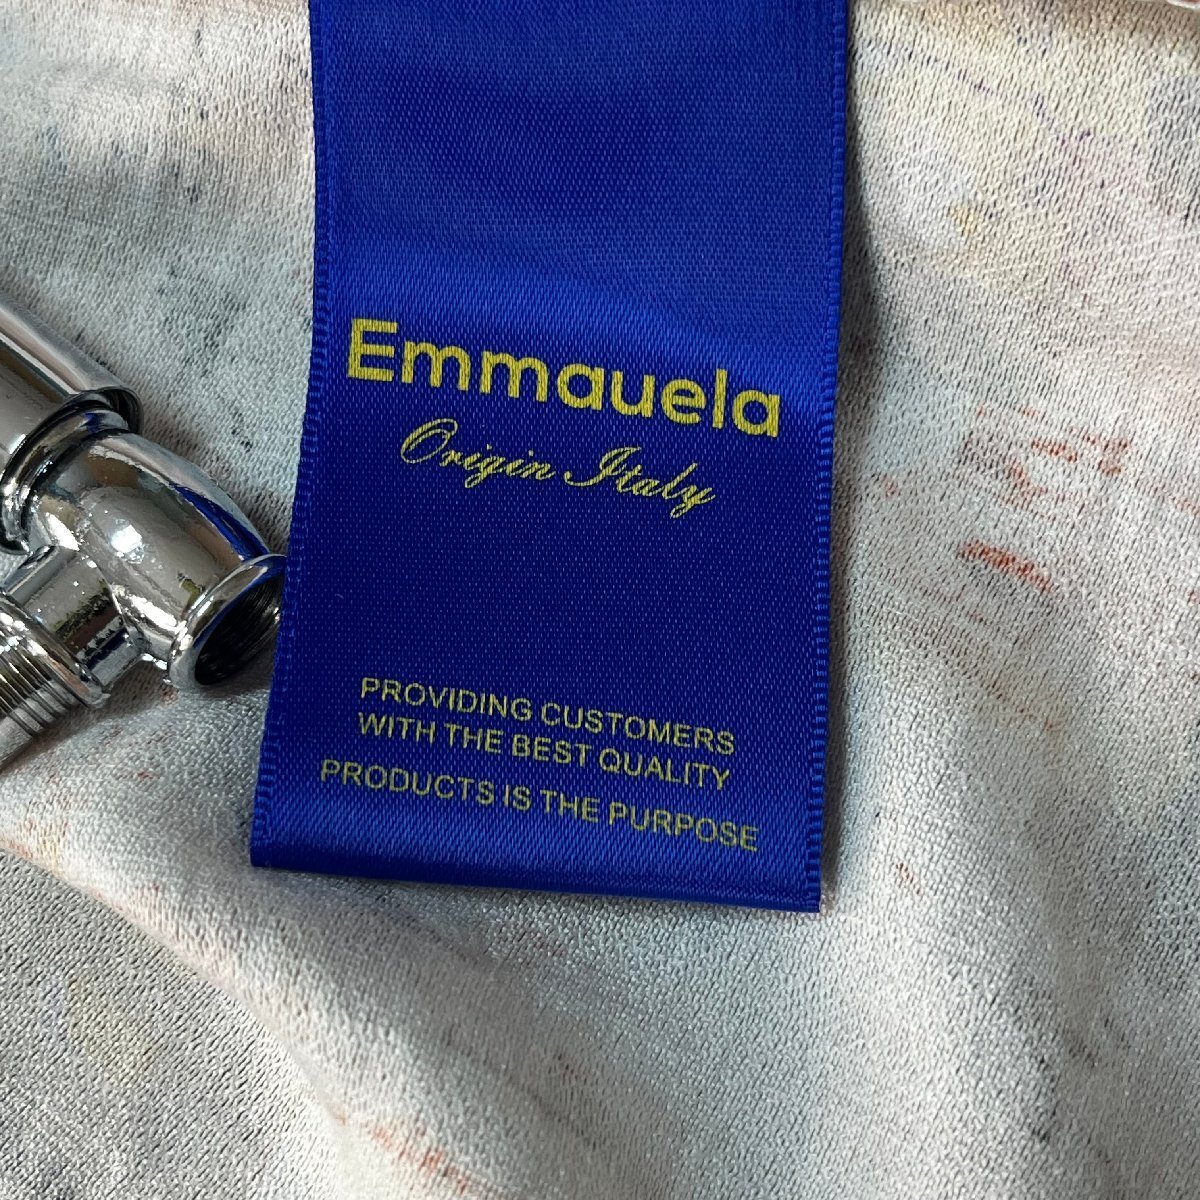 Emmauela
Origin Italy
PROVIDING CUSTOMERS
WITH THE BEST QUALITY
PRODUCTS IS THE PURPOSE